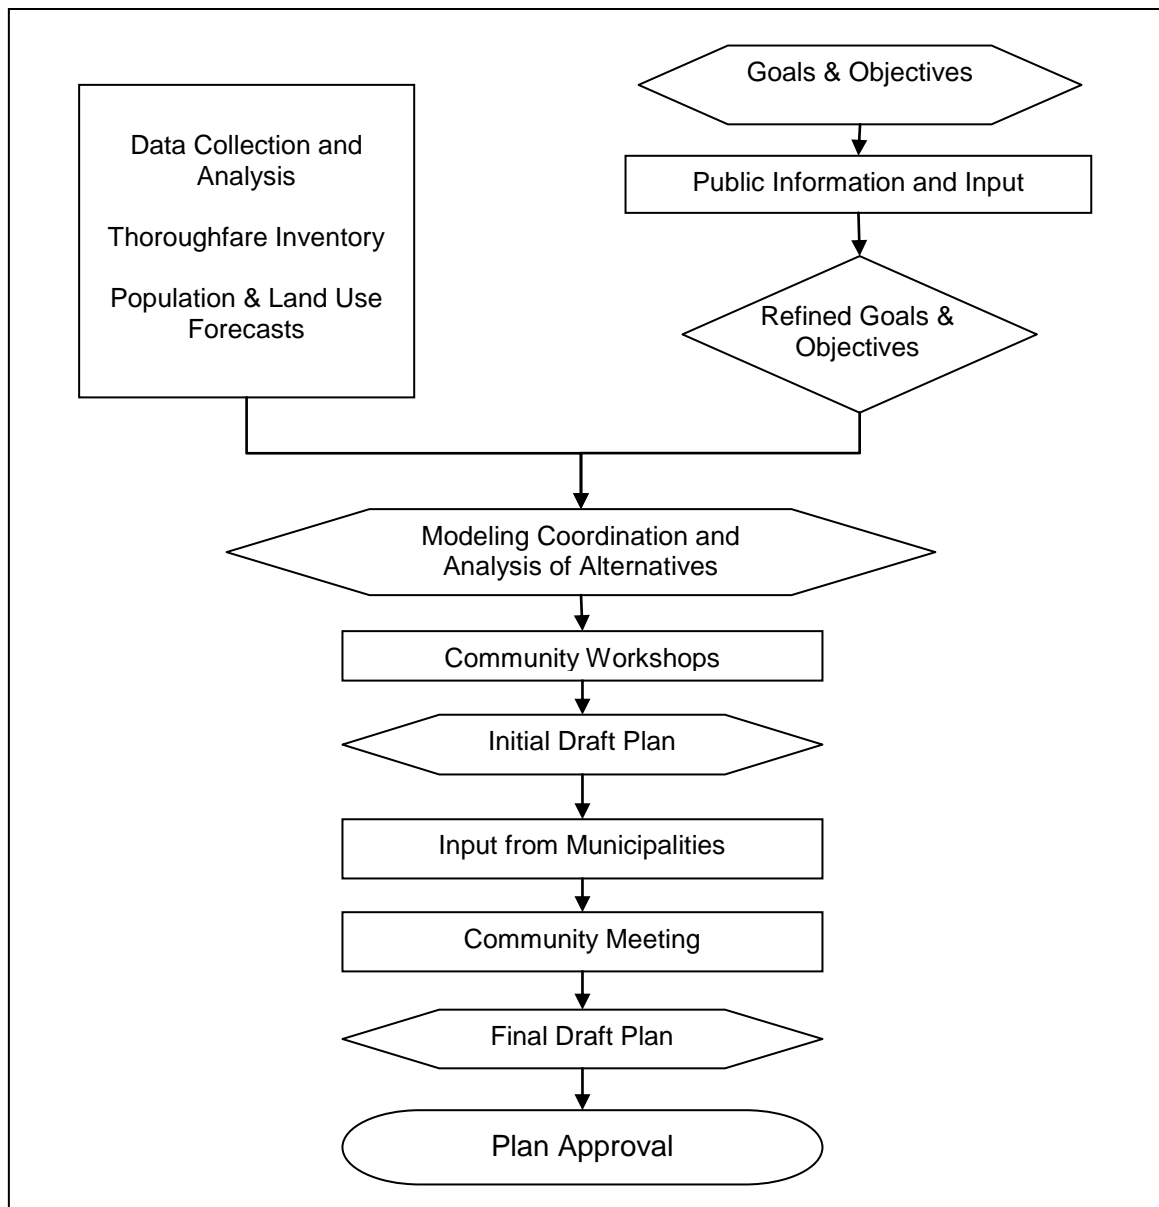 Goals & Objectives
Data Collection and
Analysis
Thoroughfare Inventory
Population & Land Use
Forecasts
Public Information and Input
Refined Goals &
Objectives
Modeling Coordination and
Analysis of Alternatives
Community Workshops
Initial Draft Plan
Input from Municipalities
Community Meeting
Final Draft Plan
Plan Approval